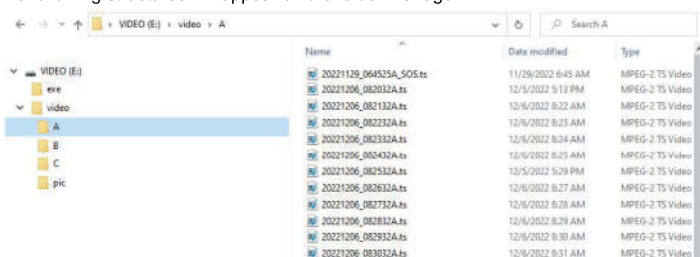 VIDEO (E:) › video › A
Search A
Name Date modified Type
VIDEO (E:)
exe
video
A
B
C
pic
20221129_064525A_SOS.ts 11/29/2022 6:45 AM MPEG-2 TS Video
20221206_082032A.ts 12/5/2022 5:13 PM MPEG-2 TS Video
20221206_082132A.ts 12/6/2022 8:22 AM MPEG-2 TS Video
20221206_082232A.ts 12/6/2022 8:23 AM MPEG-2 TS Video
20221206_082332A.ts 12/6/2022 8:24 AM MPEG-2 TS Video
20221206_082432A.ts 12/6/2022 8:25 AM MPEG-2 TS Video
20221206_082532A.ts 12/5/2022 5:29 PM MPEG-2 TS Video
20221206_082632A.ts 12/6/2022 8:27 AM MPEG-2 TS Video
20221206_082732A.ts 12/6/2022 8:28 AM MPEG-2 TS Video
20221206_082832A.ts 12/6/2022 8:29 AM MPEG-2 TS Video
20221206_082932A.ts 12/6/2022 8:30 AM MPEG-2 TS Video
20221206_083032A.ts 12/6/2022 8:31 AM MPEG-2 TS Video